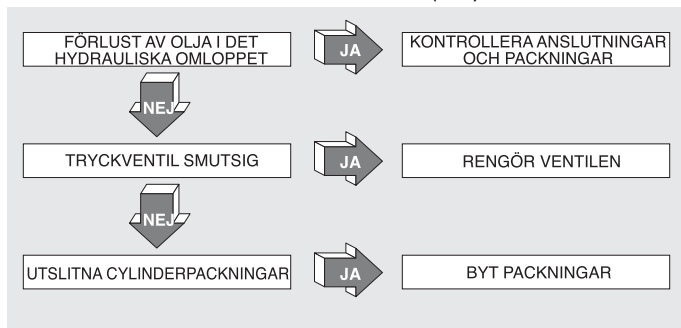 FÖRLUST AV OLJA I DET
HYDRAULISKA OMLOPPET
JA
KONTROLLERA ANSLUTNINGAR
OCH PACKNINGAR
NEJ
TRYCKVENTIL SMUTSIG
JA
RENGÖR VENTILEN
NEJ
UTSLITNA CYLINDERPACKNINGAR
JA
BYT PACKNINGAR